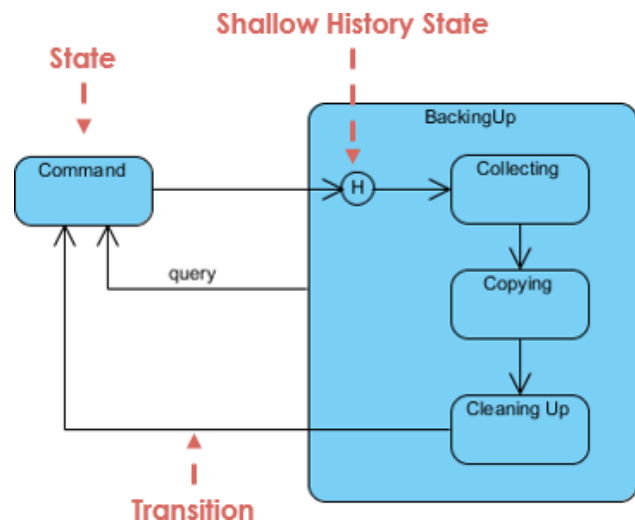 Shallow History State
State
BackingUp
Command
H
Collecting
query
Copying
Cleaning Up
Transition